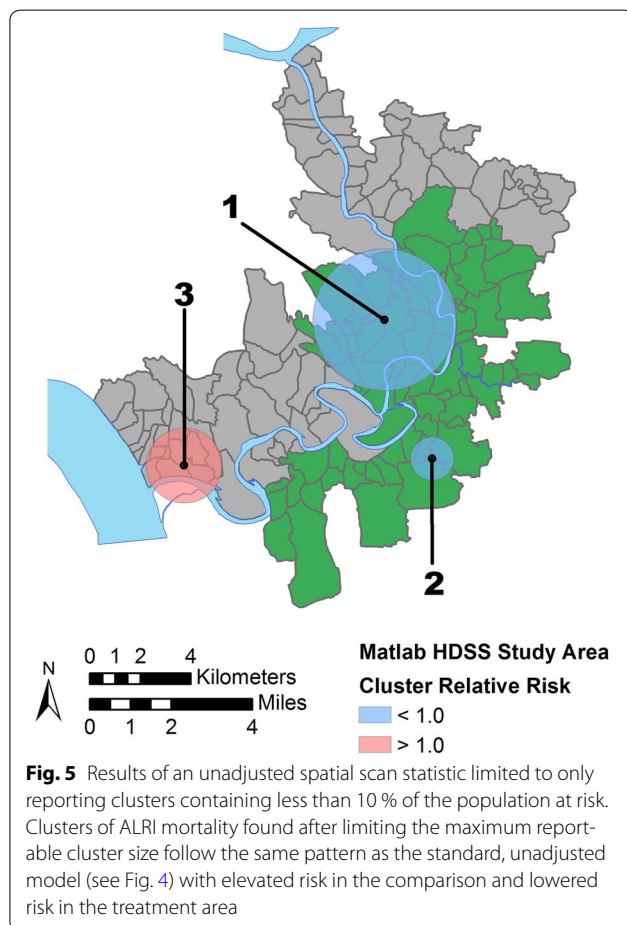 1
3
2
N
0 1 2 4
Kilometers
Miles
0 1 2 4
Matlab HDSS Study Area
Cluster Relative Risk
< 1.0
> 1.0
Fig. 5 Results of an unadjusted spatial scan statistic limited to only
reporting clusters containing less than 10 % of the population at risk.
Clusters of ALRI mortality found after limiting the maximum report-
able cluster size follow the same pattern as the standard, unadjusted
model (see Fig. 4) with elevated risk in the comparison and lowered
risk in the treatment area